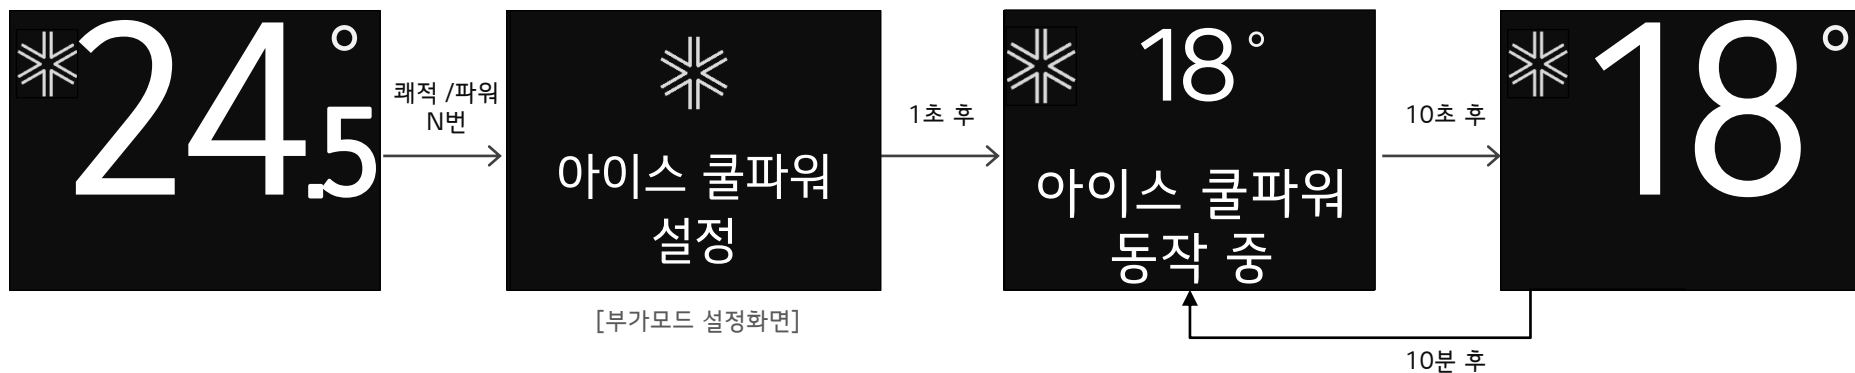 24.5°
쾌적 /파워
N번
아이스 쿨파워
설정
[부가모드 설정화면]
1초 후
18°
아이스 쿨파워
동작 중
10초 후
18°
10분 후